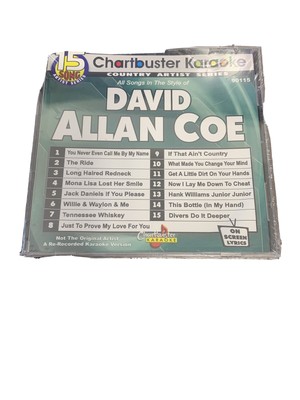 15
SONG
ARTIST SERIES
Chartbuster Karaoke
COUNTRY ARTIST SERIES
90115
All Songs in The Style of
DAVID
ALLAN COE
1 You Never Even Call Me By My Name
2 The Ride
3 Long Haired Redneck
4 Mona Lisa Lost Her Smile
5 Jack Daniels If You Please
6 Willie & Waylon & Me
7 Tennessee Whiskey
8 Just To Prove My Love For You
9 If That Ain't Country
10 What Made You Change Your Mind
11 Get A Little Dirt On Your Hands
12 Now I Lay Me Down To Cheat
13 Hank Williams Junior Junior
14 This Bottle (In My Hand)
15 Divers Do It Deeper
Not The Original Artist
A Re-Recorded Karaoke Version
Chartbuster
KARAOKE
ON
SCREEN
LYRICS